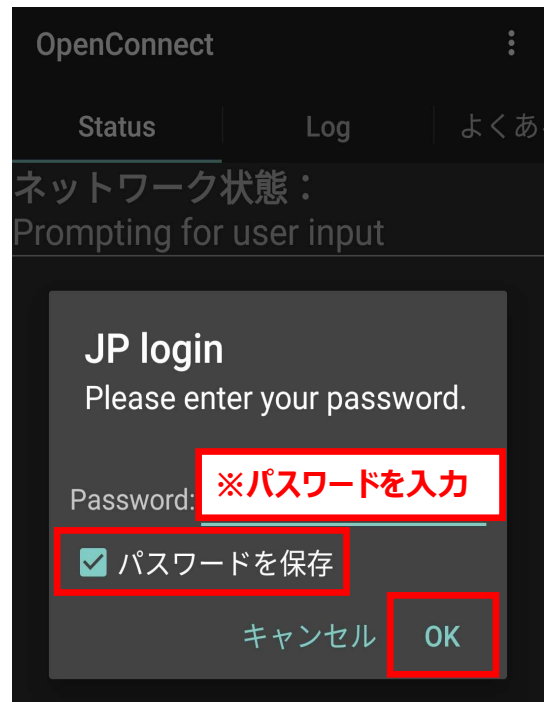 OpenConnect
Status Log よくあ
ネットワーク状態：
Prompting for user input
JP login
Please enter your password.
Password: ※パスワードを入力
パスワードを保存
キャンセル OK